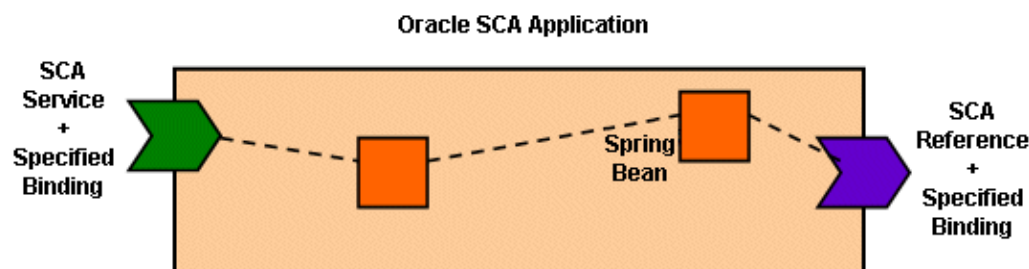 Oracle SCA Application
SCA
Service
+
Specified
Binding
Spring
Bean
SCA
Reference
+
Specified
Binding